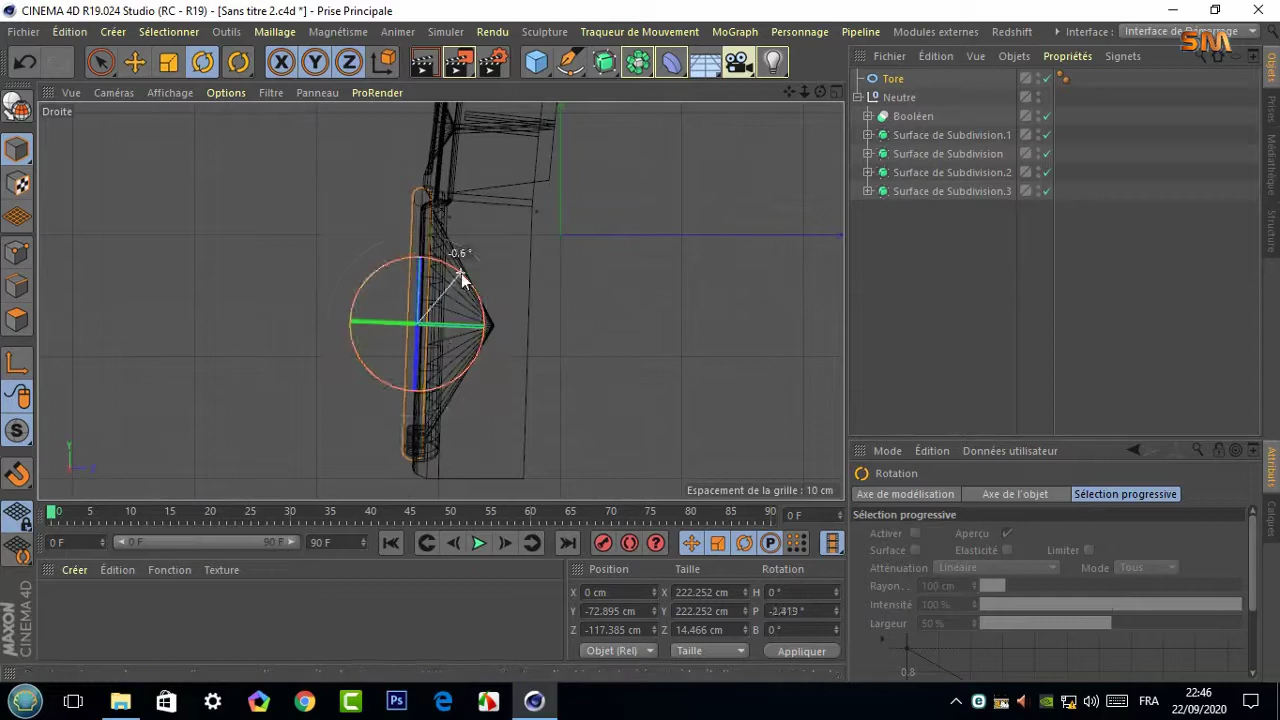 CINEMA 4D R19.024 Studio (RC - R19) - [Sans titre 2.c4d *] - Prise Principale
Fichier Édition Créer Sélectionner Outils Maillage Magnétisme Animer Simuler Rendu Sculpture Traqueur de Mouvement MoGraph Personnage Pipeline Modules externes Redshift Interface :
SM
X Y Z
Fichier Édition Vue Objets Propriétés Signets
Vue Caméras Affichage Options Filtre Panneau ProRender
Droite
Tore
Neutre
Booléen
Surface de Subdivision.1
Surface de Subdivision
Surface de Subdivision.2
Surface de Subdivision.3
Objets
Prises
Médiathèque
Structure
-0.6 °
Y
Espacement de la grille : 10 cm
Mode Édition Données utilisateur
Rotation
Axe de modélisation Axe de l'objet Sélection progressive
Sélection progressive
Activer Aperçu
Surface Elasticité Limiter
Atténuation Linéaire Mode Tous
Rayon . . 100 cm
Intensité 100 %
Largeur 50 %
0.8
Attributs
Calques
0 5 10 15 20 25 30 35 40 45 50 55 60 65 70 75 80 85 90 0 F
0 F 0 F 90 F 90 F
Créer Édition Fonction Texture
Position Taille Rotation
X 0 cm X 222.252 cm H 0 °
Y -72.895 cm Y 222.252 cm P
Z -117.385 cm Z 14.466 cm B 0 °
Objet (Rel) Taille Appliquer
MAXON
CINEMA 4D
FRA
22:46
22/09/2020